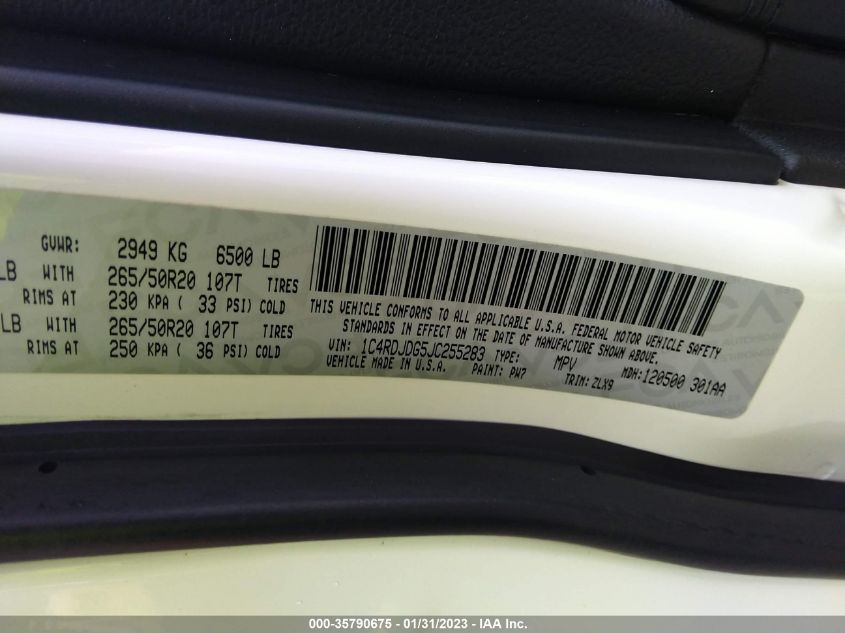 GVWR: 2949 KG 6500 LB
LB WITH 265/50R20 107T TIRES
RIMS AT 230 KPA ( 33 PSI) COLD
LB WITH 265/50R20 107T TIRES
RIMS AT 250 KPA ( 36 PSI) COLD
THIS VEHICLE CONFORMS TO ALL APPLICABLE U.S.A. FEDERAL MOTOR VEHICLE SAFETY
STANDARDS IN EFFECT ON THE DATE OF MANUFACTURE SHOWN ABOVE.
VIN: 1C4RDJDG5JC255283 TYPE: MPV MDH: 120500 301AA
VEHICLE MADE IN U.S.A. PAINT: PW7 TRIM: ZLX9
000-35790675 - 01/31/2023 - IAA Inc.